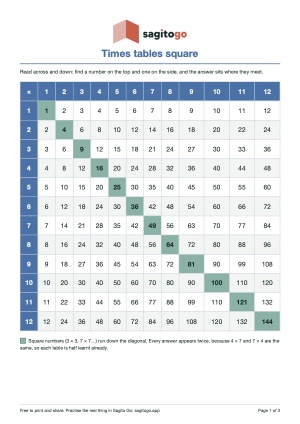 sagitogo
Times tables square
Read across and down: find a number on the top and one on the side, and the answer sits where they meet.
× 1 2 3 4 5 6 7 8 9 10 11 12
1 1 2 3 4 5 6 7 8 9 10 11 12
2 2 4 6 8 10 12 14 16 18 20 22 24
3 3 6 9 12 15 18 21 24 27 30 33 36
4 4 8 12 16 20 24 28 32 36 40 44 48
5 5 10 15 20 25 30 35 40 45 50 55 60
6 6 12 18 24 30 36 42 48 54 60 66 72
7 7 14 21 28 35 42 49 56 63 70 77 84
8 8 16 24 32 40 48 56 64 72 80 88 96
9 9 18 27 36 45 54 63 72 81 90 99 108
10 10 20 30 40 50 60 70 80 90 100 110 120
11 11 22 33 44 55 66 77 88 99 110 121 132
12 12 24 36 48 60 72 84 96 108 120 132 144
Square numbers (3 × 3, 7 × 7…) run down the diagonal. Every answer appears twice, because 4 × 7 and 7 × 4 are the
same, so each table is half learnt already.
Free to print and share. Practise the real thing in Sagito Go: sagitogo.app Page 1 of 3